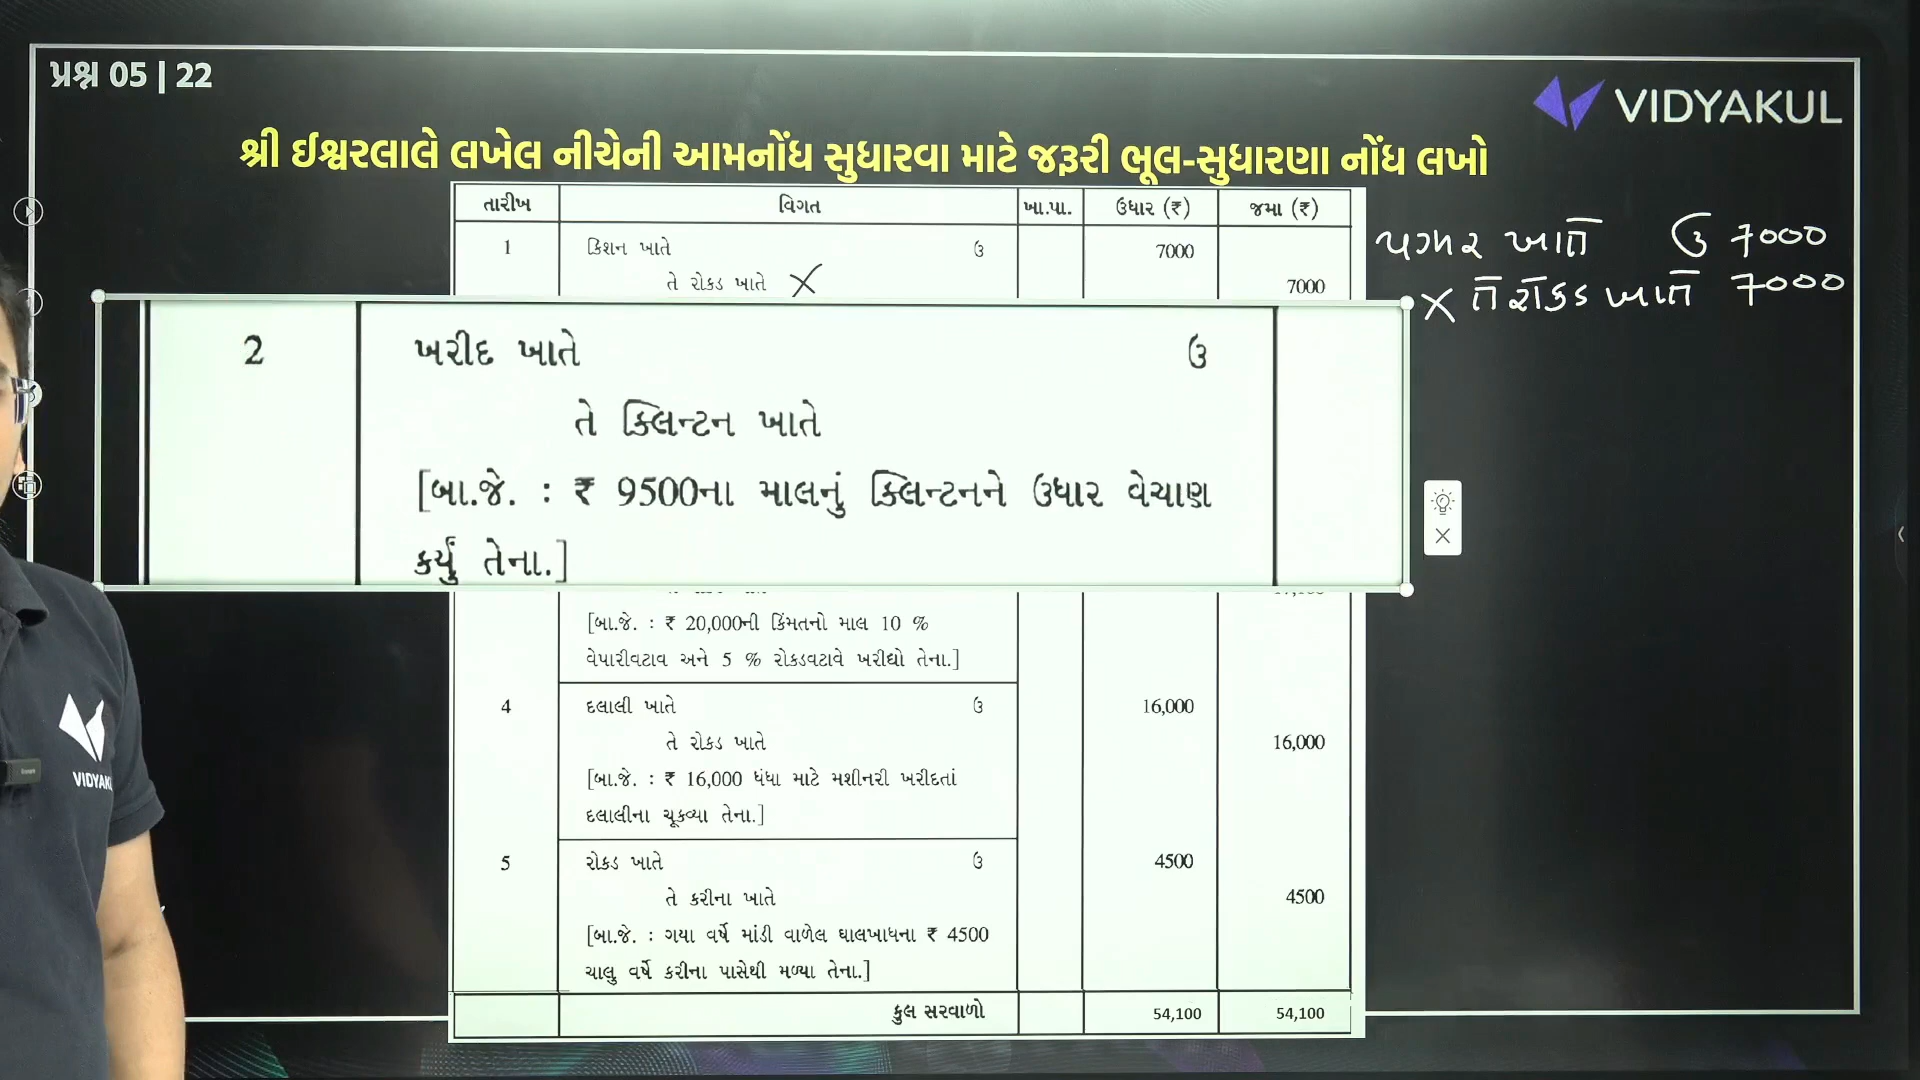 પ્રશ્ન 05 | 22
VIDYAKUL
શ્રી ઈશ્વરલાલે લખેલ નીચેની આમનોંધ સુધારવા માટે જરૂરી ભૂલ-સુધારણા નોંધ લખો
તારીખ વિગત ખા.પા. ઉધાર (₹) જમા (₹)
1 કિશન ખાતે ઉ 7000
તે રોકડ ખાતે X 7000
પગાર ખાતે ઉ 7000
X તે રોકડ ખાતે 7000
2 ખરીદ ખાતે ઉ
તે ક્લિન્ટન ખાતે
[બા.જે. : ₹ 9500ના માલનું ક્લિન્ટનને ઉધાર વેચાણ
કર્યું તેના.]
[બા.જે. : ₹ 20,000ની કિંમતનો માલ 10 %
વેપારીવટાવ અને 5 % રોકડવટાવે ખરીદ્યો તેના.]
4 દલાલી ખાતે ઉ 16,000
તે રોકડ ખાતે 16,000
[બા.જે. : ₹ 16,000 ધંધા માટે મશીનરી ખરીદતાં
દલાલીના ચૂકવ્યા તેના.]
5 રોકડ ખાતે ઉ 4500
તે કરીના ખાતે 4500
[બા.જે. : ગયા વર્ષે માંડી વાળેલ ઘાલખાધના ₹ 4500
ચાલુ વર્ષે કરીના પાસેથી મળ્યા તેના.]
કુલ સરવાળો 54,100 54,100
VIDYAKUL